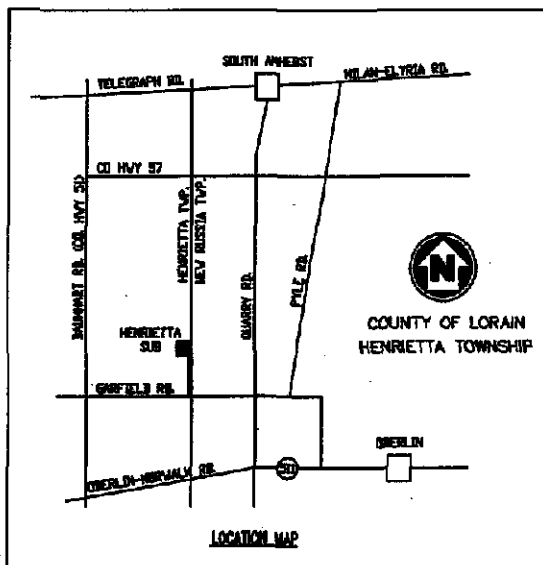 SOUTH AMHERST
TELEGRAPH RD.
MILAN-ELYRIA RD.
CO HWY 57
BAUMHART RD. (CO. HWY 51)
HENRIETTA TWP.
NEW RUSSIA TWP.
QUARRY RD.
PYLE RD.
N
COUNTY OF LORAIN
HENRIETTA TOWNSHIP
HENRIETTA
SUB
GARFIELD RD.
OBERLIN
OBERLIN-NORWALK RD.
LOCATION MAP